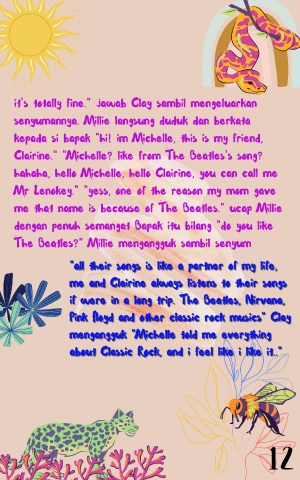 it's totally fine." jawab Clay sambil mengeluarkan
senyumannya. Millie langsung duduk dan berkata
kepada si bapak "hi! im Michelle, this is my friend,
Clairine." "Michelle? like from The Beatles's song?
hahaha, hello Michelle, hello Clairine, you can call me
Mr Lenokey." "yess, one of the reason my mom gave
me that name is because of The Beatles." ucap Millie
dengan penuh semangat Bapak itu bilang "do you like
The Beatles?" Millie mengangguk sambil senyum
"all their songs is like a partner of my life,
me and Clairine always listens to their songs
if were in a long trip. The Beatles, Nirvana,
Pink floyd and other classic rock musics" Clay
mengangguk "Michelle told me everything
about Classic Rock, and i feel like i like it.."
12